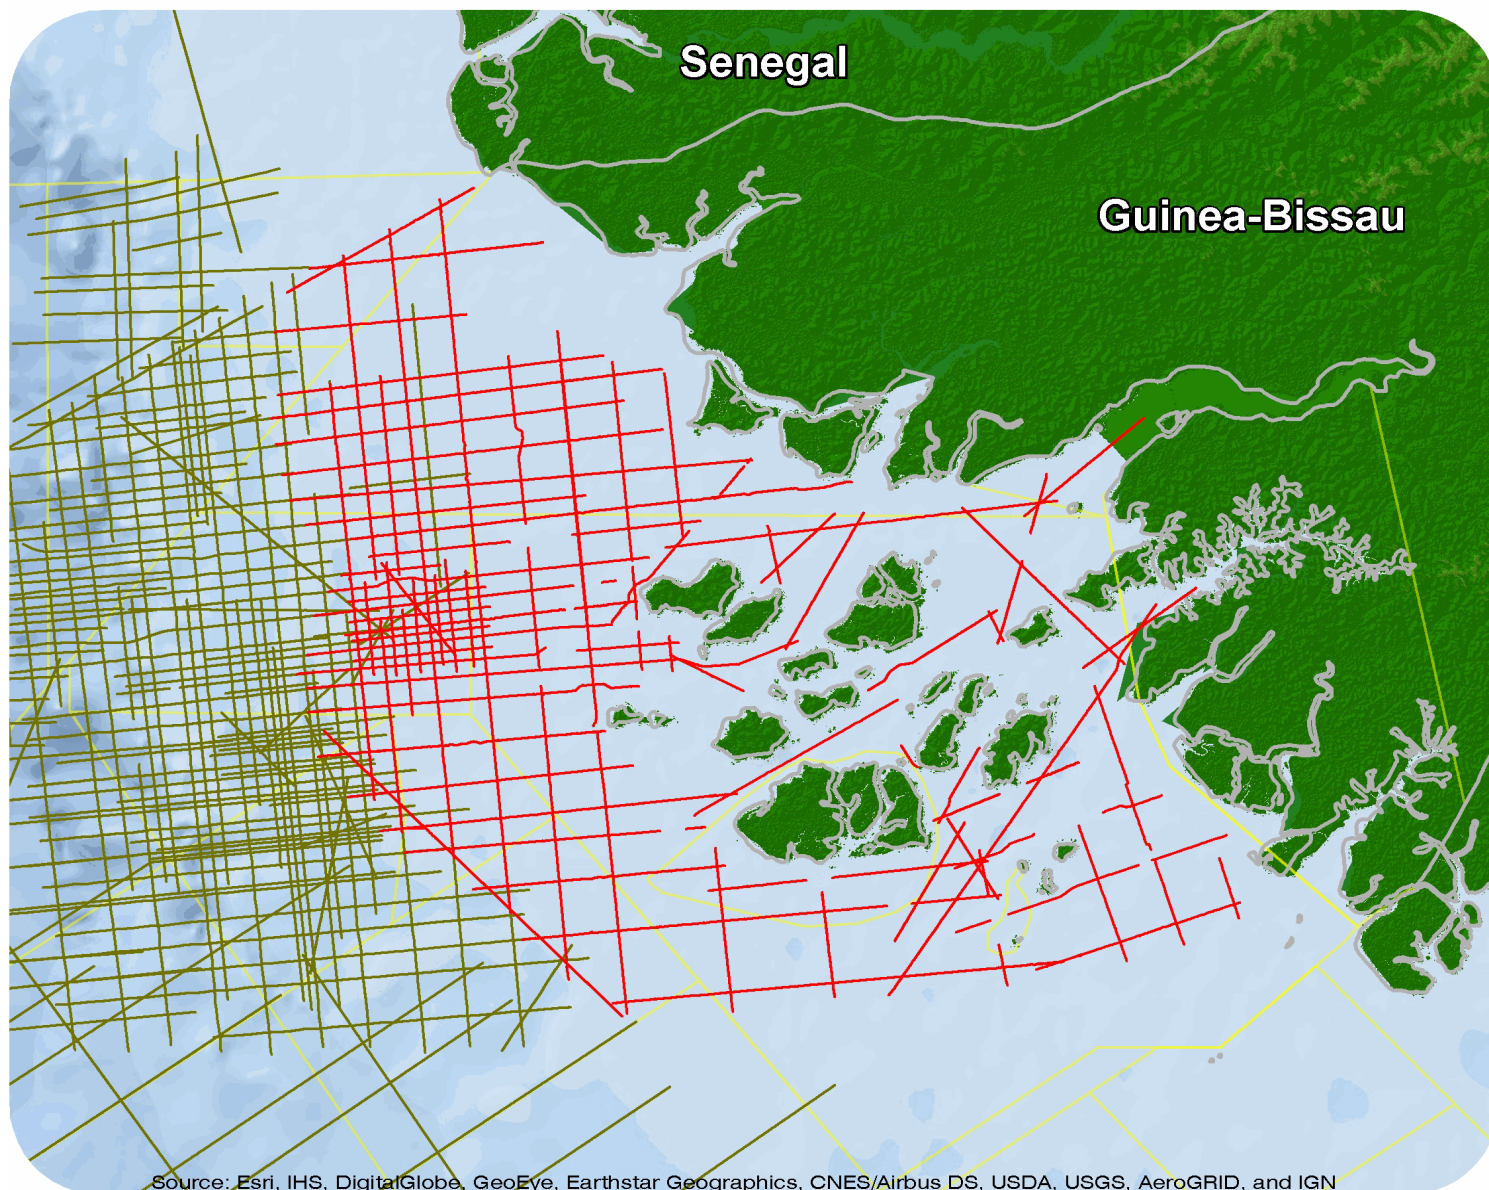 Senegal
Guinea-Bissau
Source: Esri, IHS, DigitalGlobe, GeoEye, Earthstar Geographics, CNES/Airbus DS, USDA, USGS, AeroGRID, and IGN